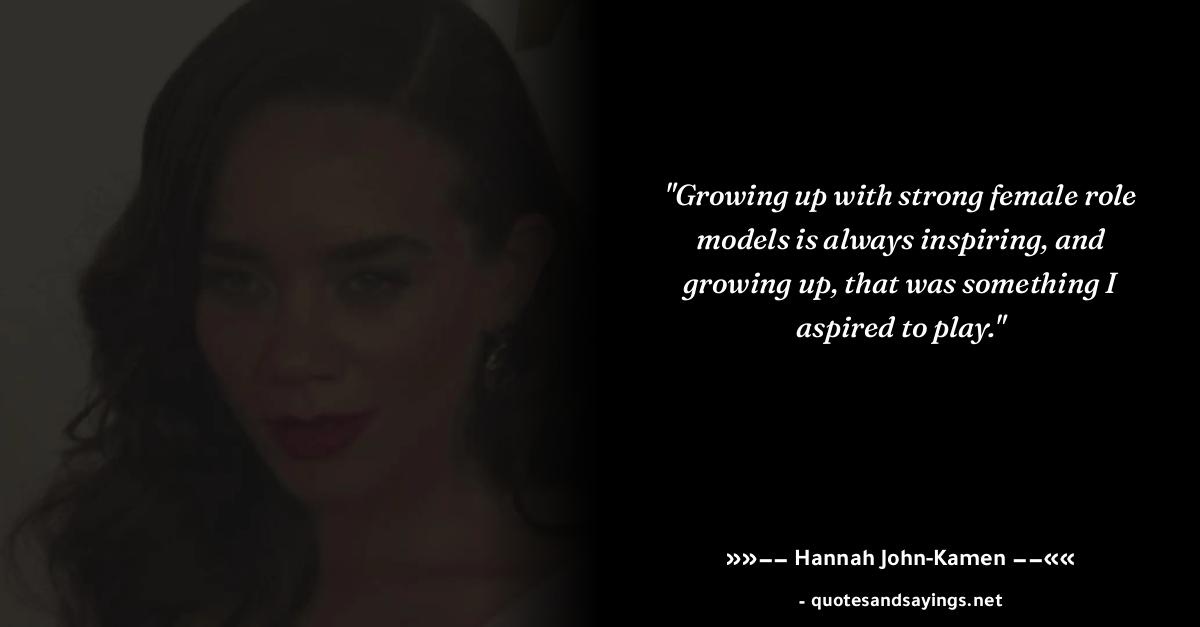 "Growing up with strong female role
models is always inspiring, and
growing up, that was something I
aspired to play."
»»−− Hannah John-Kamen −−««
- quotesandsayings.net